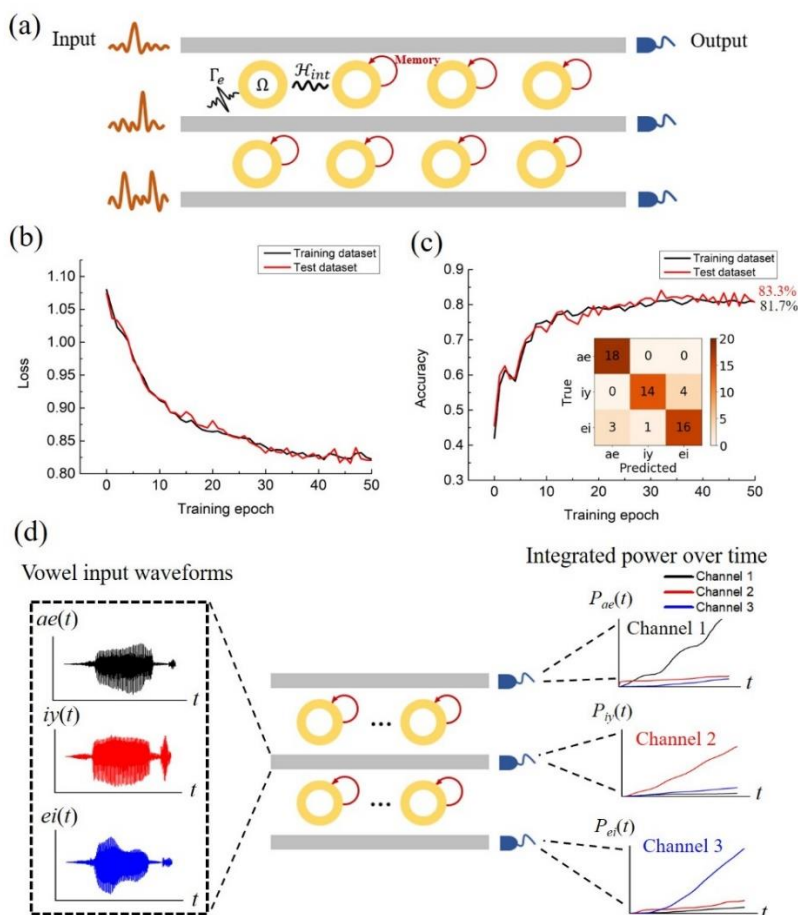 (a)
Input
Output
Γe
Ω
ℋint
Memory
(b)
Training dataset
Test dataset
1.10
1.05
1.00
0.95
0.90
0.85
0.80
Loss
0 10 20 30 40 50
Training epoch
(c)
Training dataset
Test dataset
0.9
0.8
0.7
0.6
0.5
0.4
0.3
Accuracy
83.3%
81.7%
ae 18 0 0
iy 0 14 4
ei 3 1 16
True
ae iy ei
Predicted
20
15
10
5
0
0 10 20 30 40 50
Training epoch
(d)
Vowel input waveforms
ae(t)
t
iy(t)
t
ei(t)
t
Integrated power over time
Channel 1
Channel 2
Channel 3
Pae(t)
Channel 1
t
Piy(t)
Channel 2
t
Pei(t)
Channel 3
t
...
...